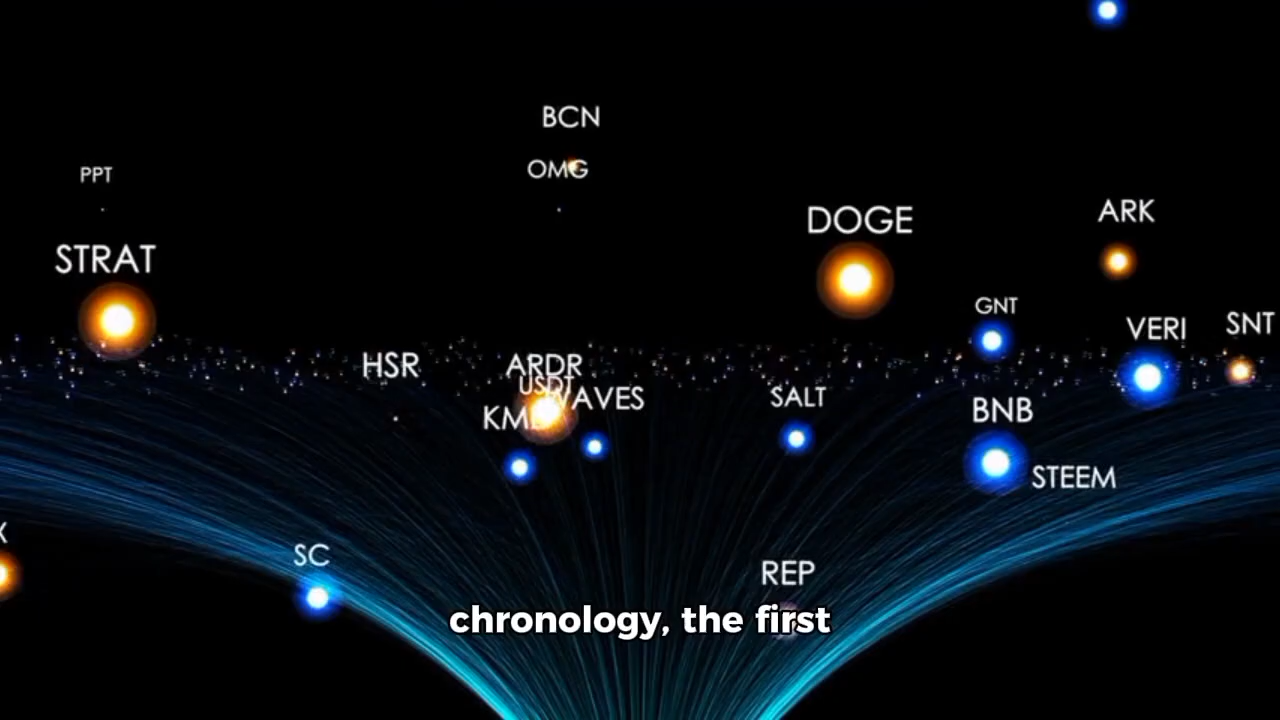 BCN
OMG
PPT
DOGE
ARK
STRAT
GNT
VERI
SNT
HSR
ARDR
USDT
WAVES
SALT
KMD
BNB
STEEM
X
SC
REP
chronology, the first